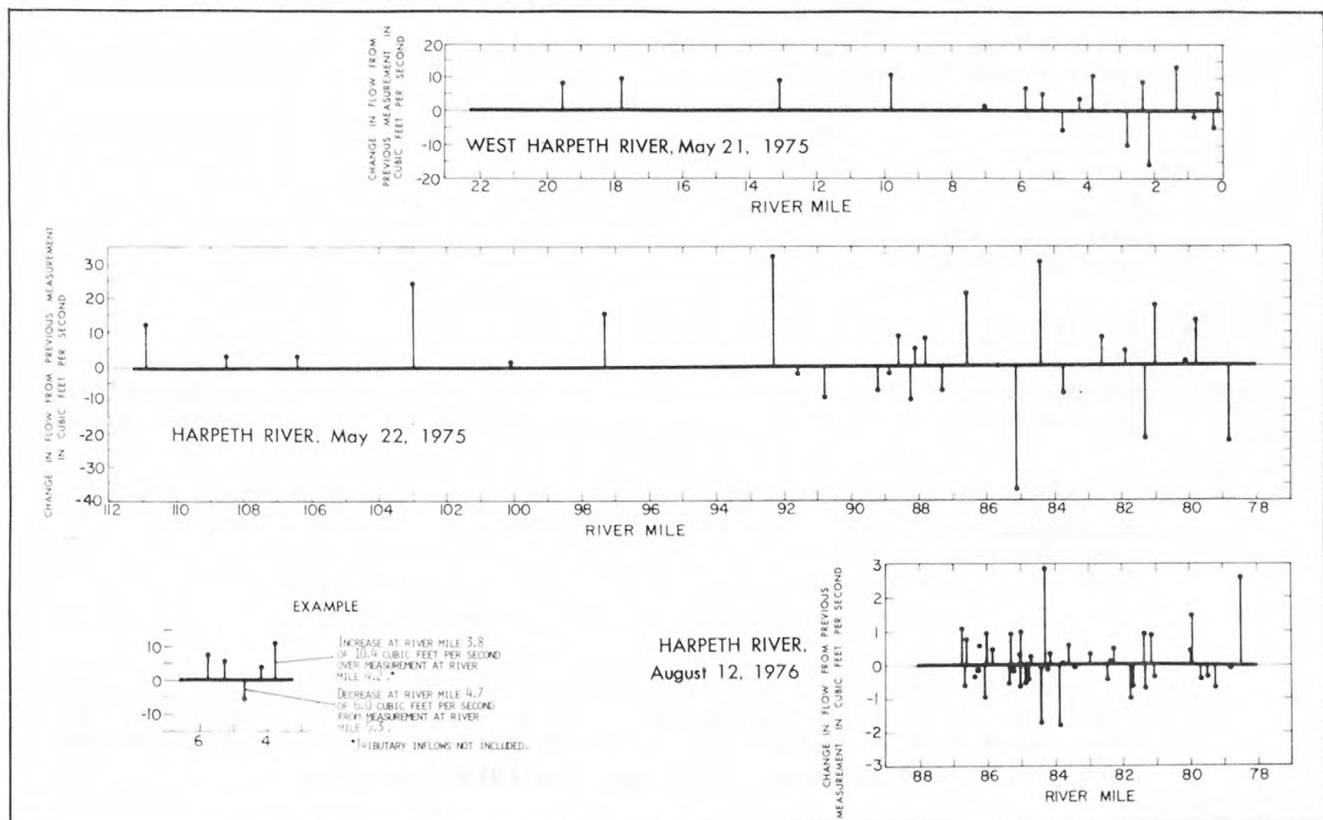 CHANGE IN FLOW FROM
PREVIOUS MEASUREMENT IN
CUBIC FEET PER SECOND
20
10
0
-10
-20
WEST HARPETH RIVER, May 21, 1975
22 20 18 16 14 12 10 8 6 4 2 0
RIVER MILE
CHANGE IN FLOW FROM PREVIOUS MEASUREMENT
IN CUBIC FEET PER SECOND
30
20
10
0
-10
-20
-30
-40
HARPETH RIVER. May 22, 1975
112 110 108 106 104 102 100 98 96 94 92 90 88 86 84 82 80 78
RIVER MILE
EXAMPLE
10
0
-10
6 4
INCREASE AT RIVER MILE 3.8
OF 10.4 CUBIC FEET PER SECOND
OVER MEASUREMENT AT RIVER
MILE 4.2.*
DECREASE AT RIVER MILE 4.7
OF 6.0 CUBIC FEET PER SECOND
FROM MEASUREMENT AT RIVER
MILE 5.3.
*TRIBUTARY INFLOWS NOT INCLUDED.
HARPETH RIVER,
August 12, 1976
CHANGE IN FLOW FROM PREVIOUS
MEASUREMENT, IN CUBIC FEET PER SECOND
3
2
1
0
-1
-2
-3
88 86 84 82 80 78
RIVER MILE